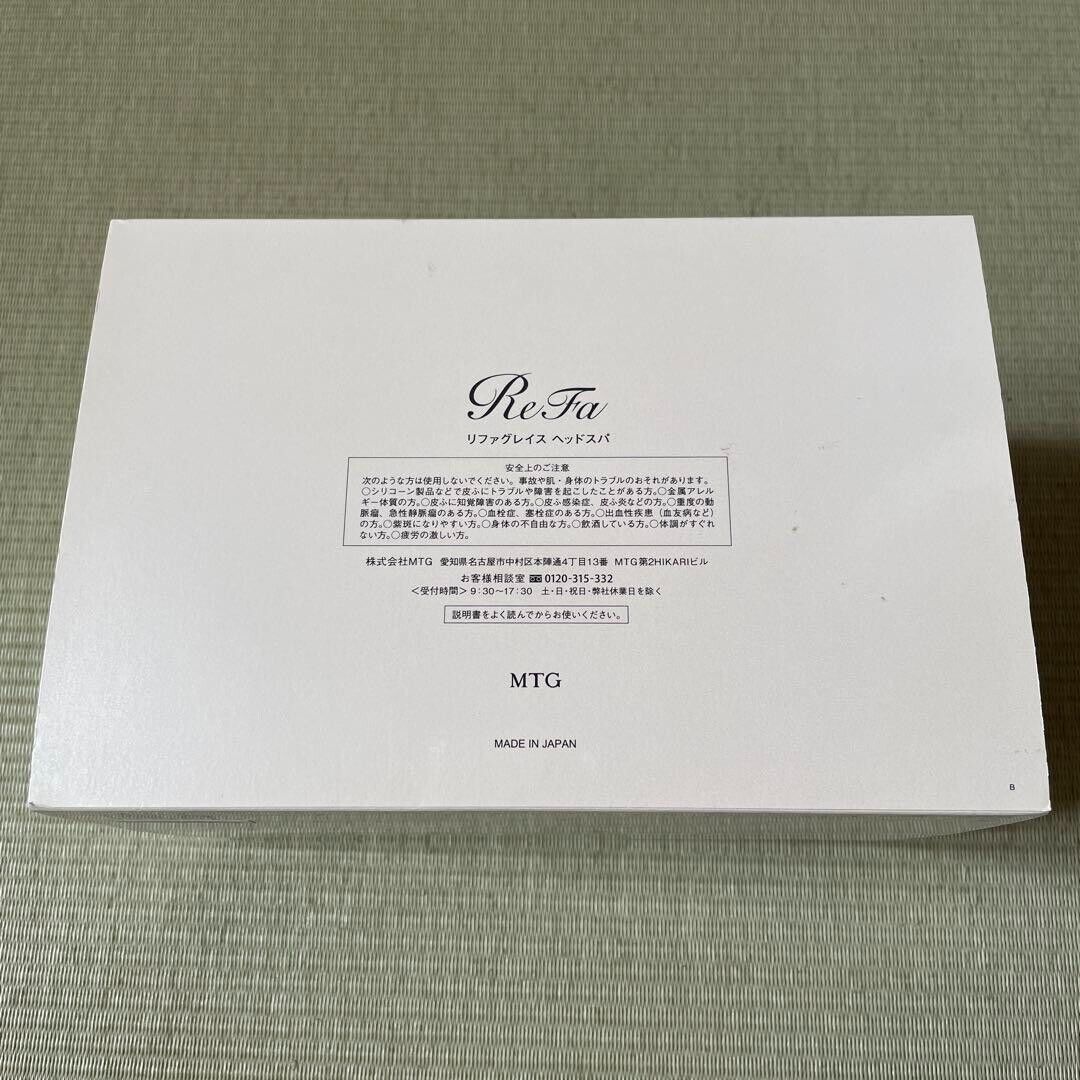 ReFa
リファグレイス ヘッドスパ
安全上のご注意
次のような方は使用しないでください。事故や肌・身体のトラブルのおそれがあります。
○シリコーン製品などで皮ふにトラブルや障害を起こしたことがある方。○金属アレル
ギー体質の方。○皮ふに知覚障害のある方。○皮ふ感染症、皮ふ炎などの方。○重度の動
脈瘤、急性静脈瘤のある方。○血栓症、塞栓症のある方。○出血性疾患（血友病など）
の方。○紫斑になりやすい方。○身体の不自由な方。○飲酒している方。○体調がすぐれ
ない方。○疲労の激しい方。
株式会社MTG 愛知県名古屋市中村区本陣通4丁目13番 MTG第2HIKARIビル
お客様相談室 0120-315-332
＜受付時間＞9:30〜17:30 土・日・祝日・弊社休業日を除く
説明書をよく読んでからお使いください。
MTG
MADE IN JAPAN
B